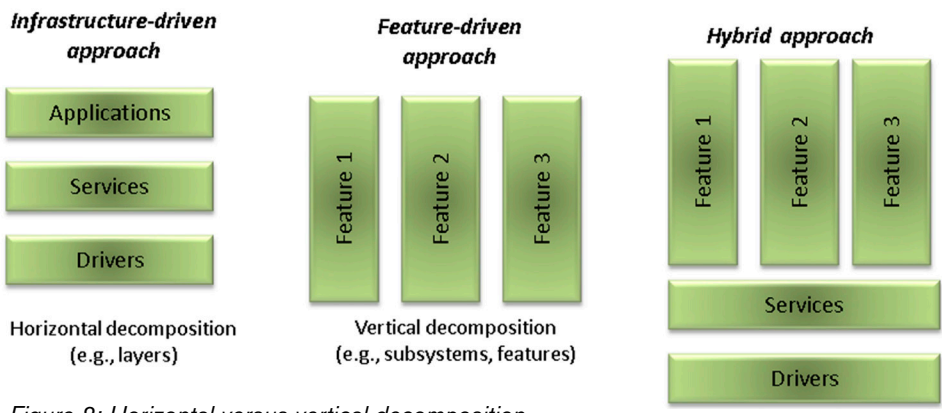 Infrastructure-driven
approach
Applications
Services
Drivers
Horizontal decomposition
(e.g., layers)
Feature-driven
approach
Feature 1
Feature 2
Feature 3
Vertical decomposition
(e.g., subsystems, features)
Hybrid approach
Feature 1
Feature 2
Feature 3
Services
Drivers
Figure 8: Horizontal versus vertical decomposition